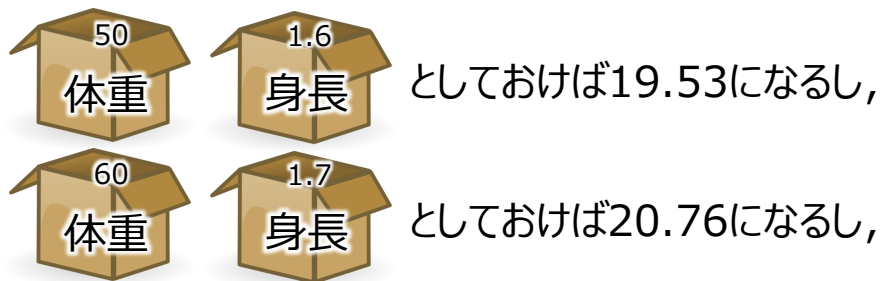 50 1.6
体重 身長 としておけば19.53になるし,
60 1.7
体重 身長 としておけば20.76になるし,